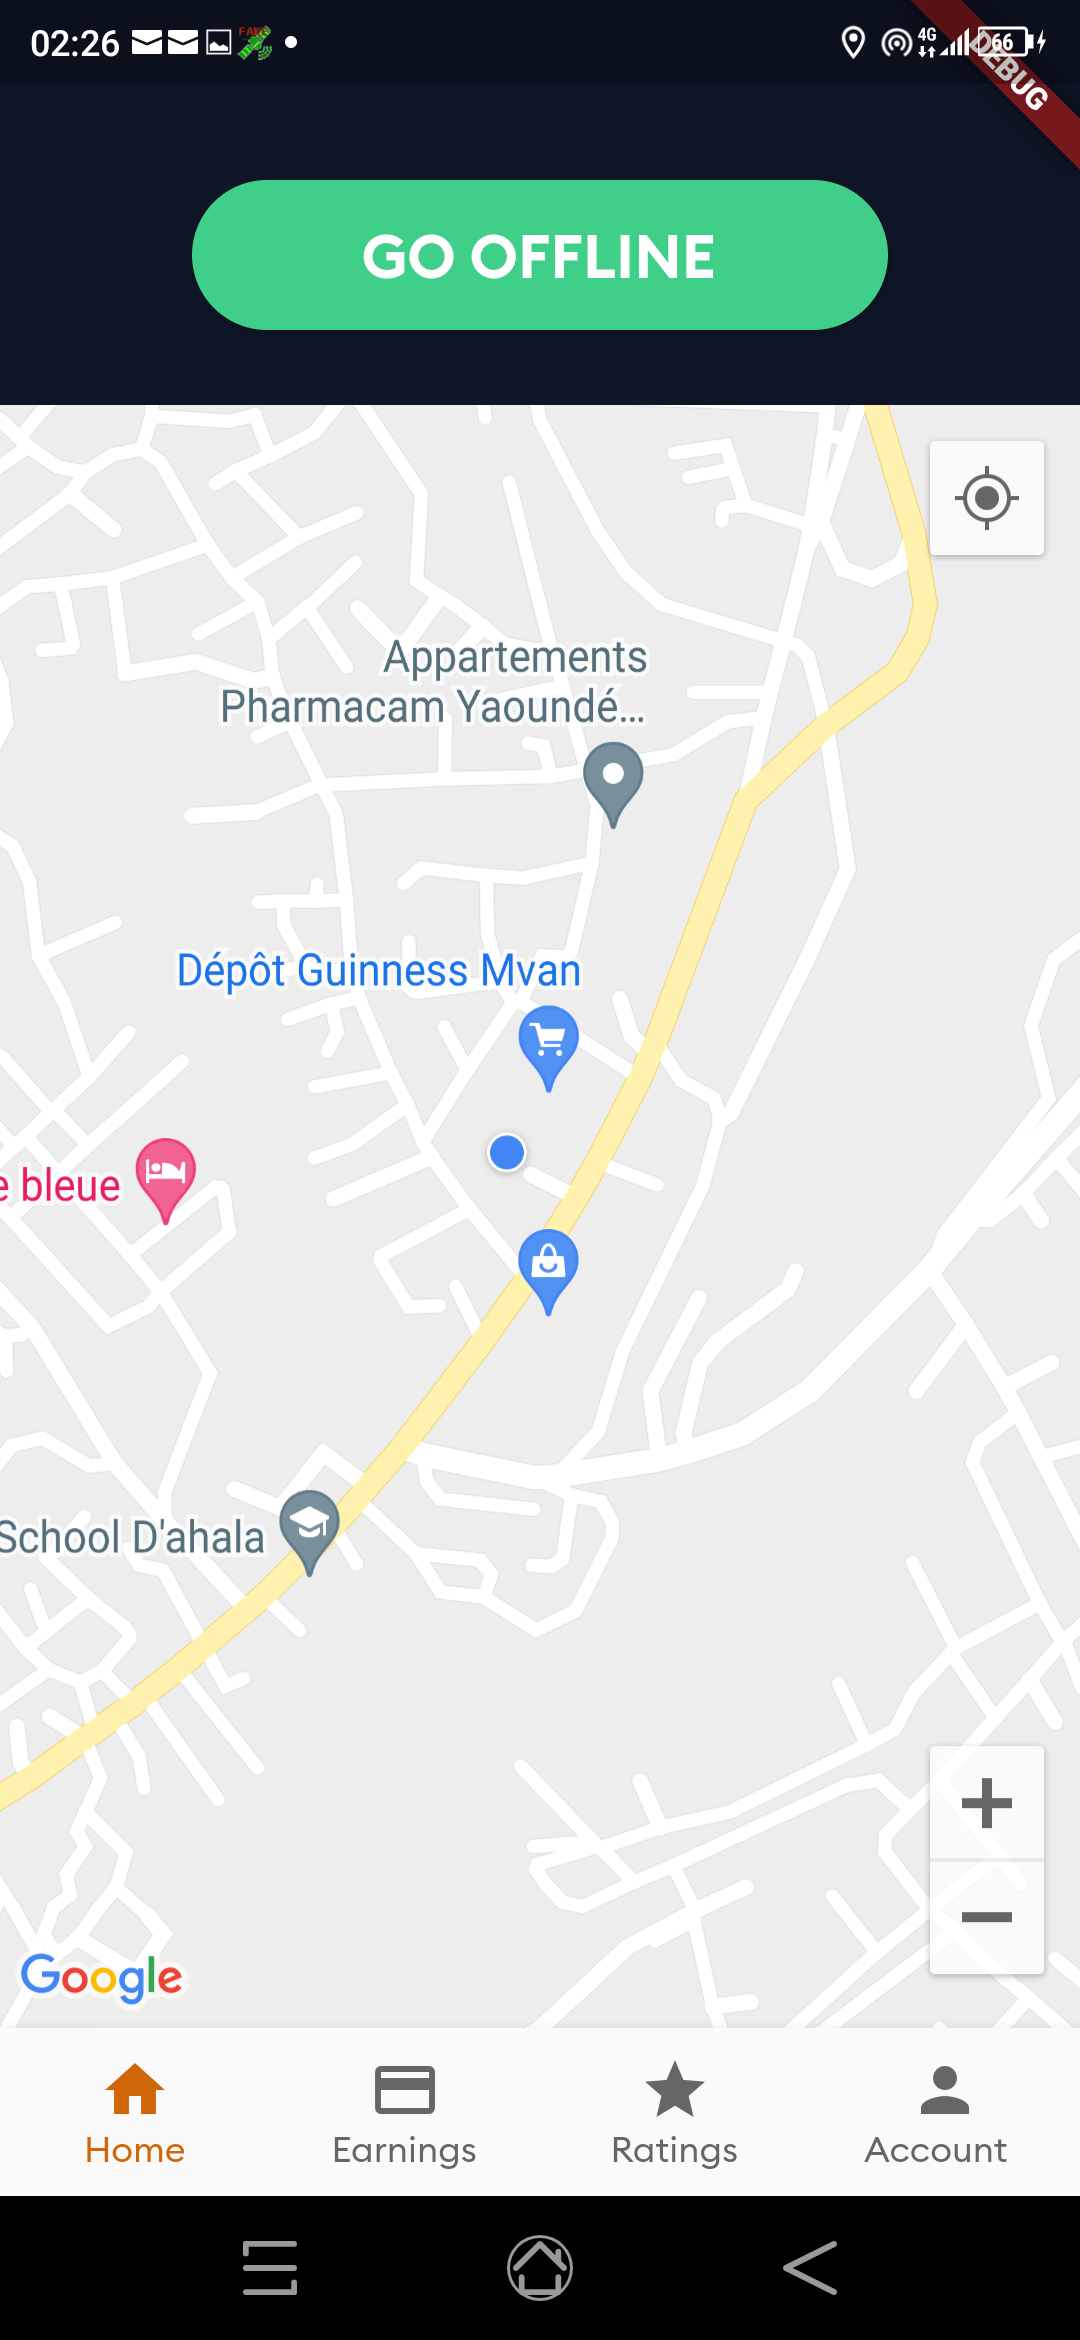 02:26
FAKE
4G
66
DEBUG
GO OFFLINE
Appartements
Pharmacam Yaoundé...
Dépôt Guinness Mvan
e bleue
School D'ahala
Google
Home
Earnings
Ratings
Account